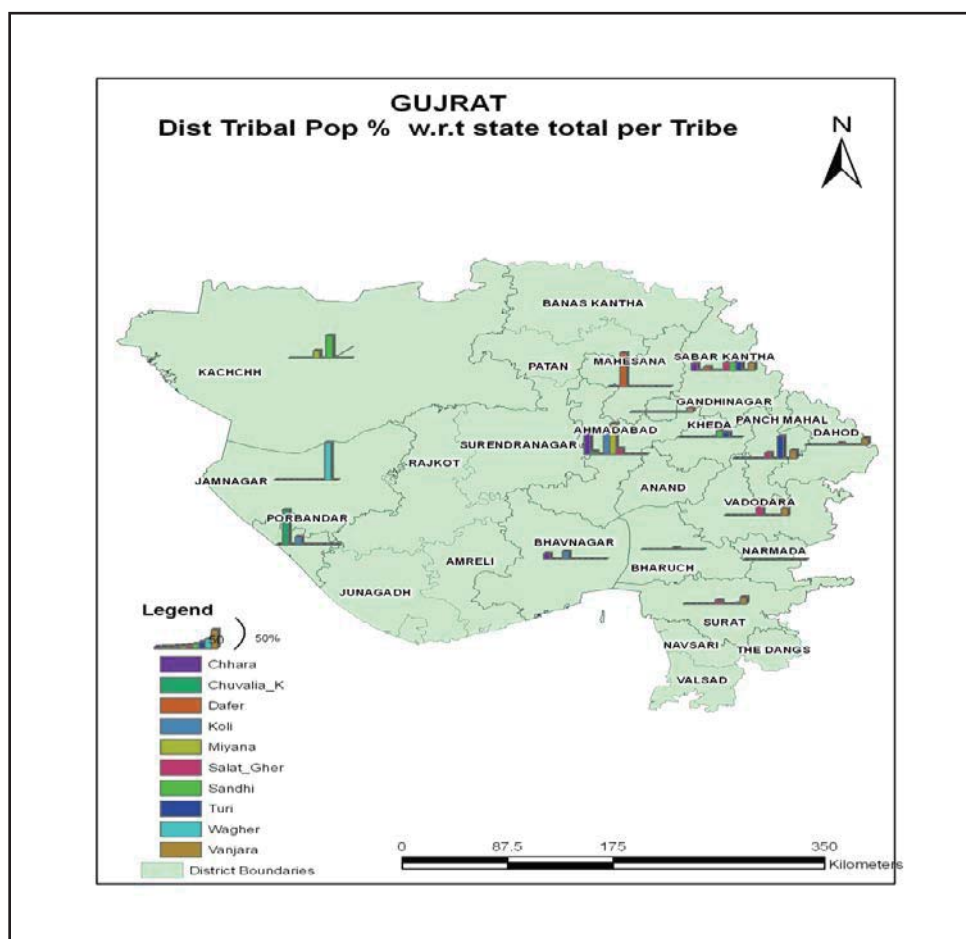 GUJRAT
Dist Tribal Pop % w.r.t state total per Tribe
N
BANAS KANTHA
PATAN
MAHESANA
SABAR KANTHA
KACHCHH
GANDHINAGAR
AHMADABAD
KHEDA
PANCH MAHAL
DAHOD
SURENDRANAGAR
RAJKOT
JAMNAGAR
ANAND
VADODARA
PORBANDAR
BHAVNAGAR
NARMADA
AMRELI
BHARUCH
JUNAGADH
SURAT
NAVSARI
THE DANGS
VALSAD
Legend
50
50%
Chhara
Chuvalia_K
Dafer
Koli
Miyana
Salat_Gher
Sandhi
Turi
Wagher
Vanjara
District Boundaries
0 87.5 175 350
Kilometers